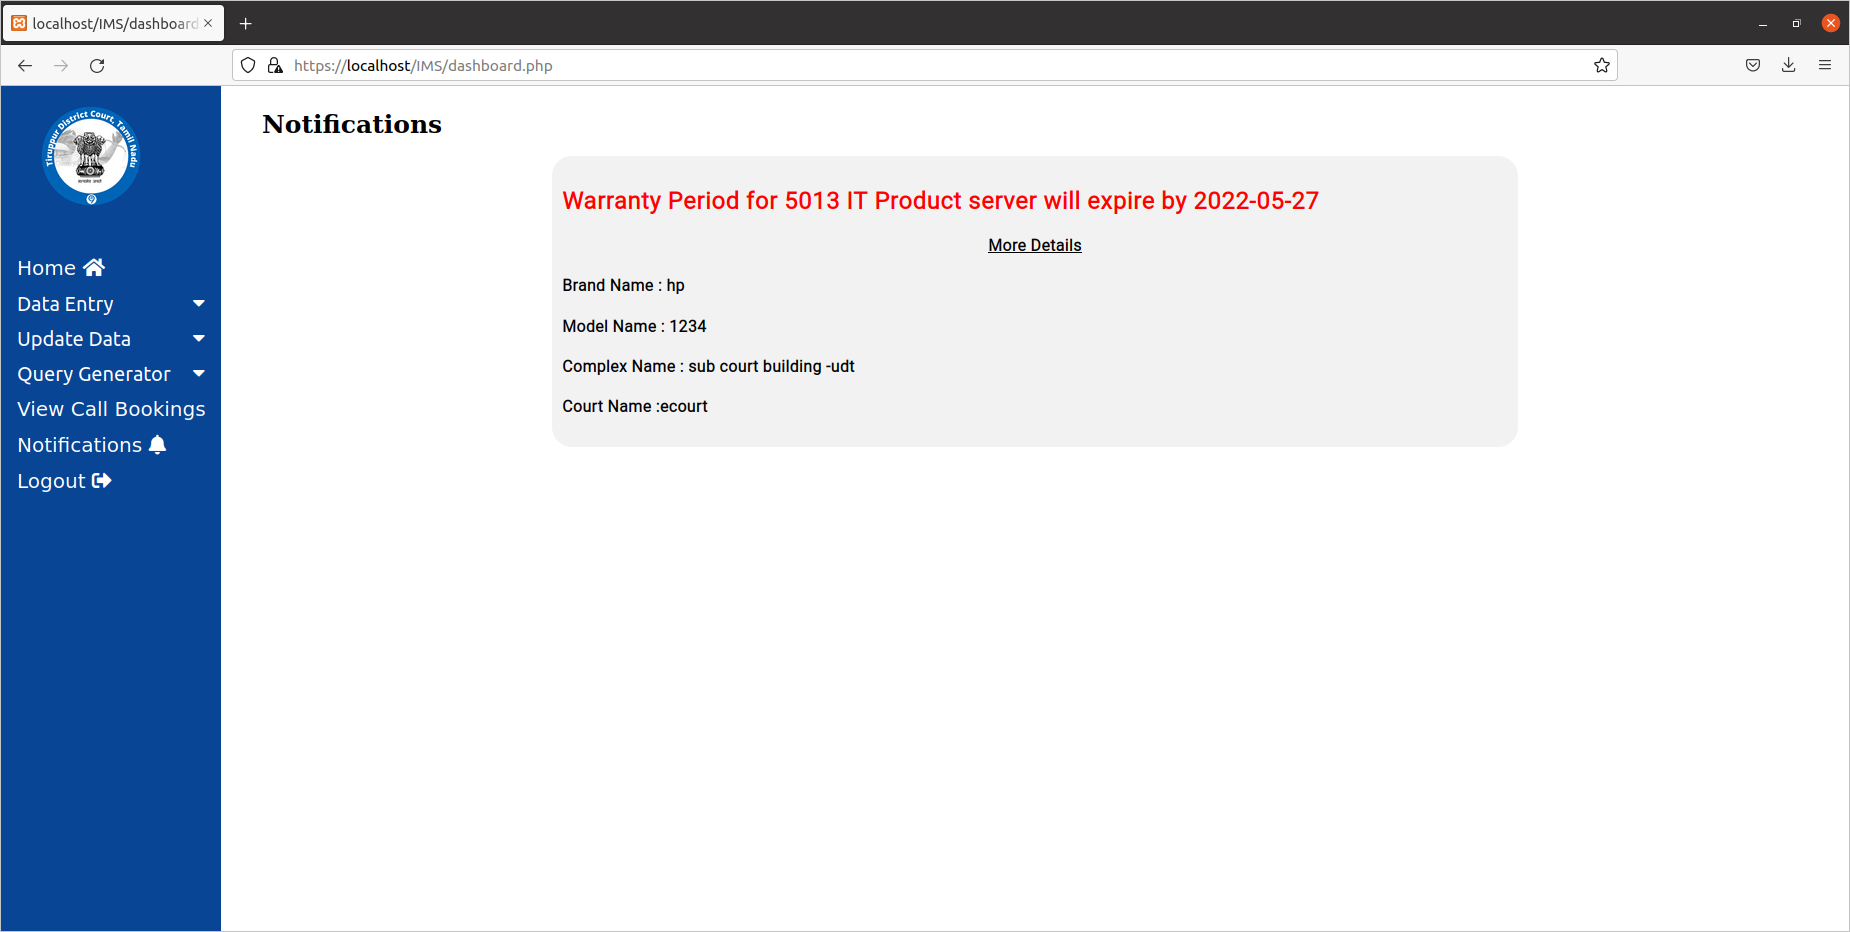 localhost/IMS/dashboard
https://localhost/IMS/dashboard.php
Tiruppur District Court, Tamil Nadu
Home
Data Entry
Update Data
Query Generator
View Call Bookings
Notifications
Logout
Notifications
Warranty Period for 5013 IT Product server will expire by 2022-05-27
More Details
Brand Name : hp
Model Name : 1234
Complex Name : sub court building -udt
Court Name :ecourt